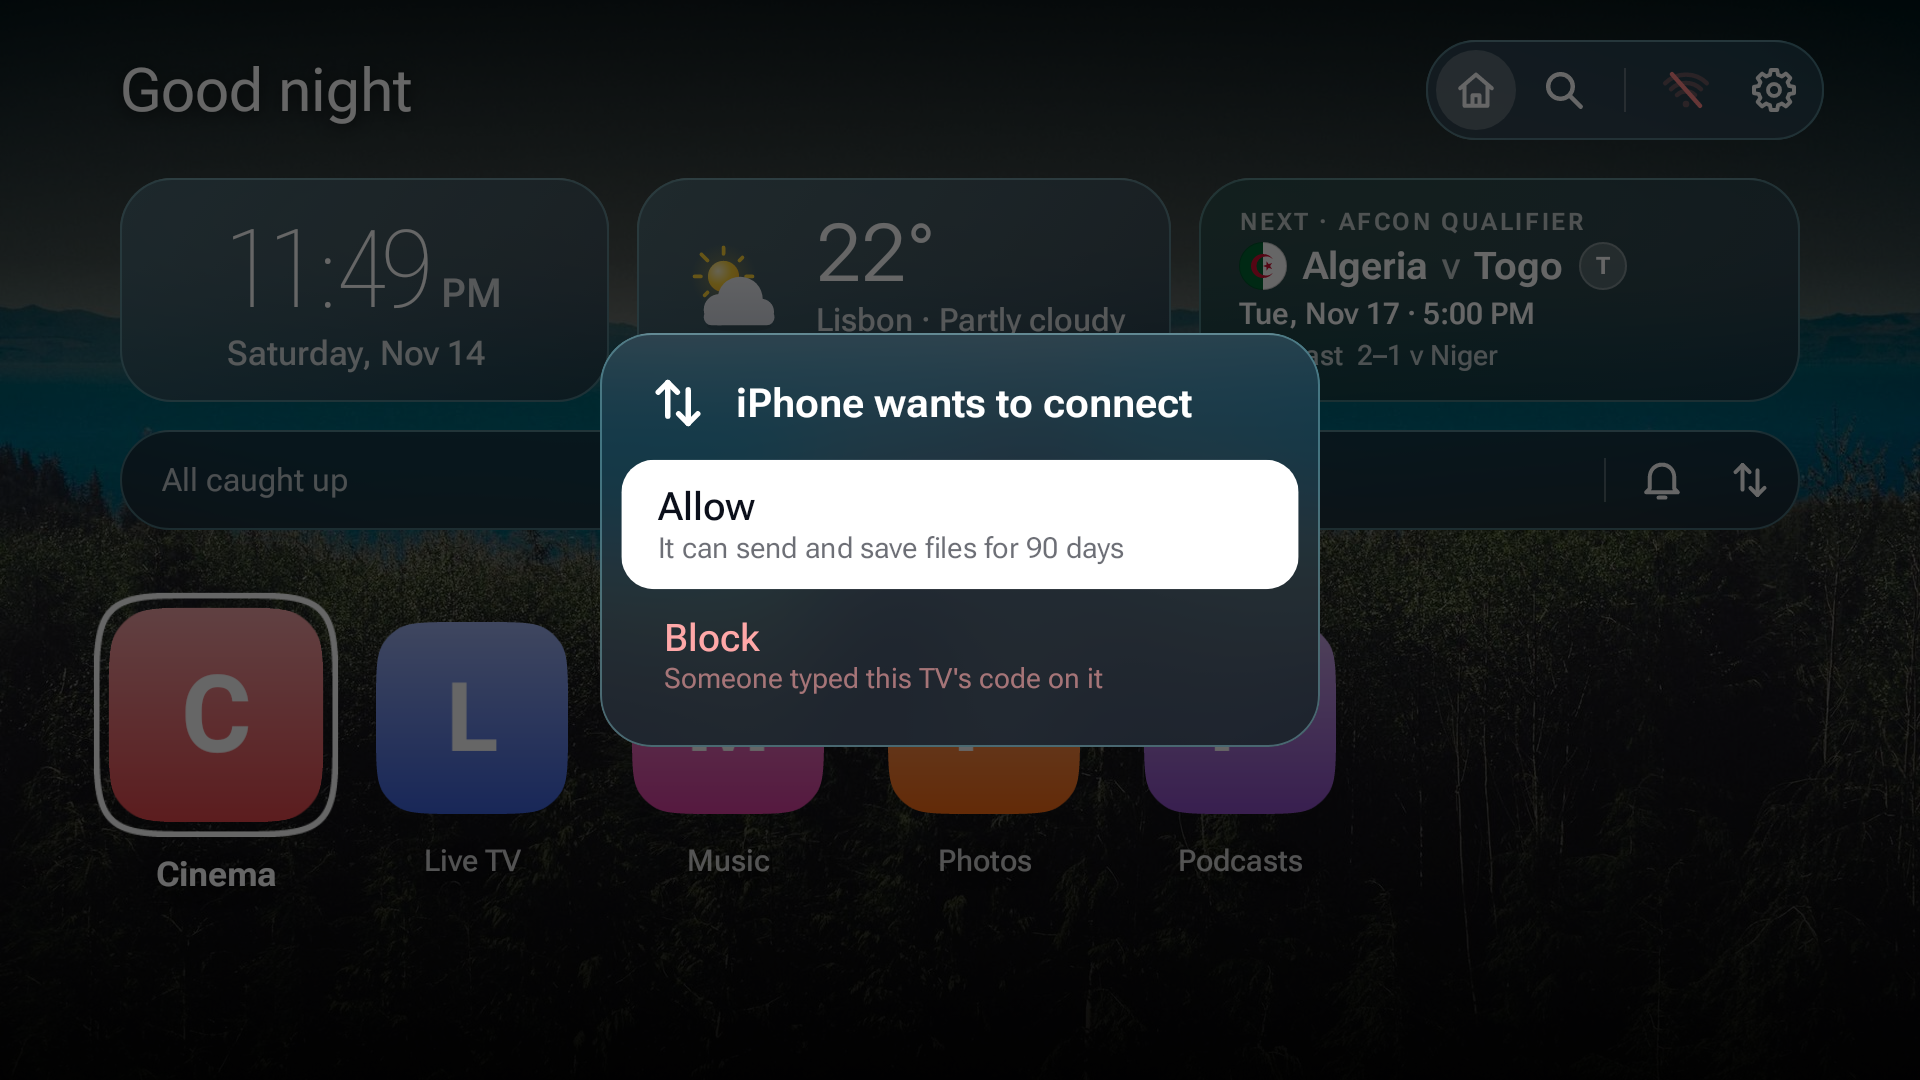 Good night
11:49 PM
Saturday, Nov 14
22°
Lisbon · Partly cloudy
NEXT · AFCON QUALIFIER
Algeria v Togo T
Tue, Nov 17 · 5:00 PM
2–1 v Niger
All caught up
iPhone wants to connect
Allow
It can send and save files for 90 days
Block
Someone typed this TV's code on it
C
L
Cinema
Live TV
Music
Photos
Podcasts